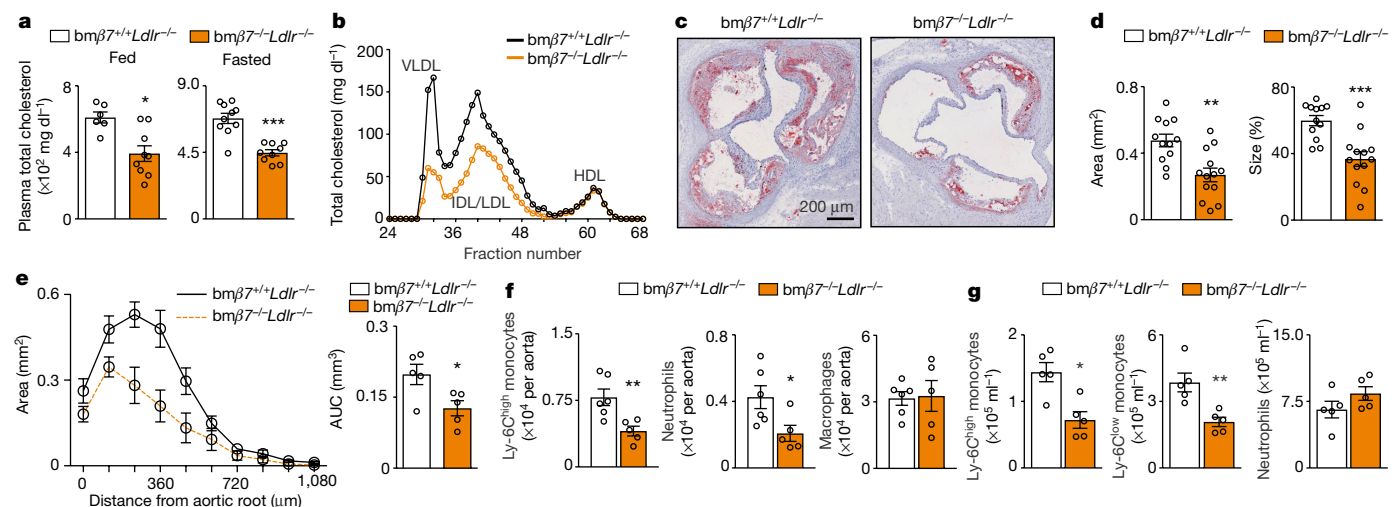 a
bmβ7+/+Ldlr−/−
bmβ7−/−Ldlr−/−
Fed
Fasted
Plasma total cholesterol
(×10² mg dl−1)
8
4
0
*
9.0
4.5
0
***
b
bmβ7+/+Ldlr−/−
bmβ7−/−Ldlr−/−
Total cholesterol (mg dl−1)
200
150
100
50
0
VLDL
IDL/LDL
HDL
24
36
48
60
68
Fraction number
c
bmβ7+/+Ldlr−/−
bmβ7−/−Ldlr−/−
200 μm
d
bmβ7+/+Ldlr−/−
bmβ7−/−Ldlr−/−
Area (mm²)
0.8
0.4
0
**
Size (%)
100
50
0
***
e
bmβ7+/+Ldlr−/−
bmβ7−/−Ldlr−/−
Area (mm²)
0.6
0.3
0
0
360
720
1,080
Distance from aortic root (μm)
bmβ7+/+Ldlr−/−
bmβ7−/−Ldlr−/−
AUC (mm³)
0.3
0.2
0.1
0
*
f
bmβ7+/+Ldlr−/−
bmβ7−/−Ldlr−/−
Ly-6Chigh monocytes
(×10⁴ per aorta)
1.5
0.75
0
**
Neutrophils
(×10⁴ per aorta)
0.8
0.4
0
*
Macrophages
(×10⁴ per aorta)
6
3
0
g
bmβ7+/+Ldlr−/−
bmβ7−/−Ldlr−/−
Ly-6Chigh monocytes
(×10⁵ ml−1)
2
1
0
*
Ly-6Clow monocytes
(×10⁵ ml−1)
6
3
0
**
Neutrophils (×10⁵ ml−1)
15.0
7.5
0